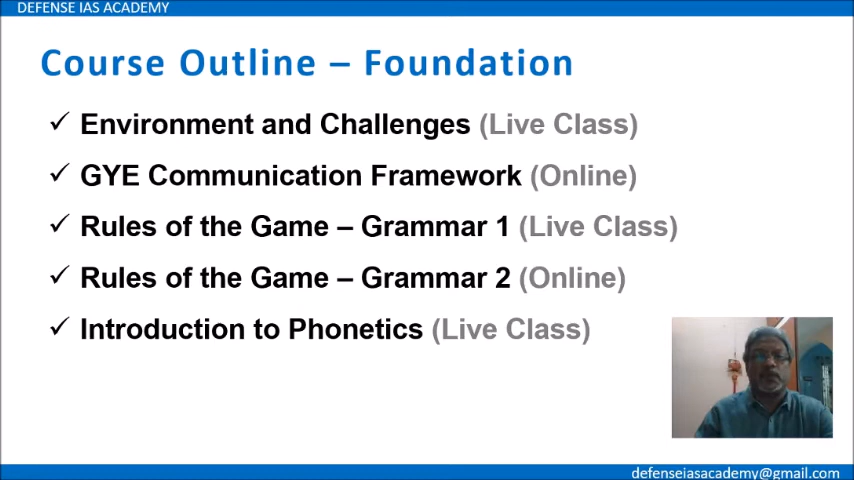 DEFENSE IAS ACADEMY
Course Outline – Foundation
✓ Environment and Challenges (Live Class)
✓ GYE Communication Framework (Online)
✓ Rules of the Game – Grammar 1 (Live Class)
✓ Rules of the Game – Grammar 2 (Online)
✓ Introduction to Phonetics (Live Class)
defenseiasacademy@gmail.com